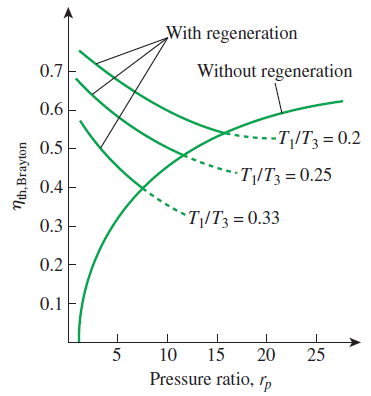 With regeneration
Without regeneration
0.7
0.6
0.5
0.4
0.3
0.2
0.1
η_th,Brayton
T₁/T₃ = 0.2
T₁/T₃ = 0.25
T₁/T₃ = 0.33
5 10 15 20 25
Pressure ratio, r_p